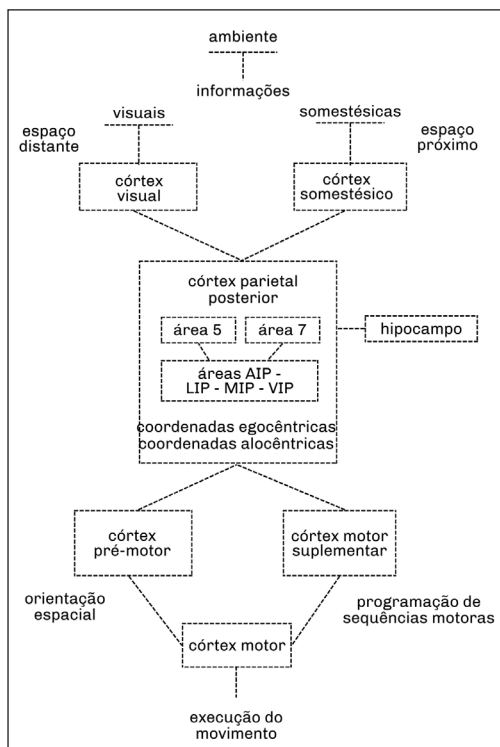 ambiente
informações
visuais
somestésicas
espaço
distante
espaço
próximo
córtex
visual
córtex
somestésico
córtex parietal
posterior
área 5
área 7
hipocampo
áreas AIP -
LIP - MIP - VIP
coordenadas egocêntricas
coordenadas alocêntricas
córtex
pré-motor
córtex motor
suplementar
orientação
espacial
programação de
sequências motoras
córtex motor
execução do
movimento